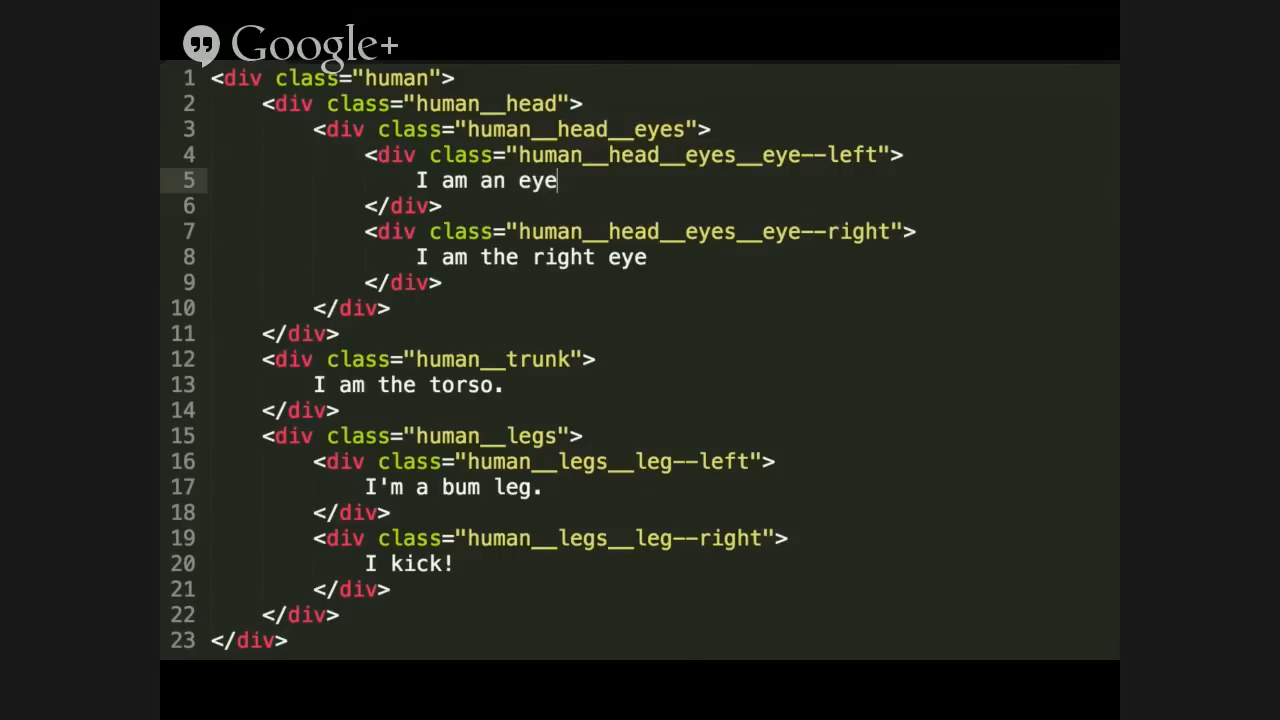 Google+
1 <div class="human">
2 <div class="human__head">
3 <div class="human__head__eyes">
4 <div class="human__head__eyes__eye--left">
5 I am an eye
6 </div>
7 <div class="human__head__eyes__eye--right">
8 I am the right eye
9 </div>
10 </div>
11 </div>
12 <div class="human__trunk">
13 I am the torso.
14 </div>
15 <div class="human__legs">
16 <div class="human__legs__leg--left">
17 I'm a bum leg.
18 </div>
19 <div class="human__legs__leg--right">
20 I kick!
21 </div>
22 </div>
23 </div>